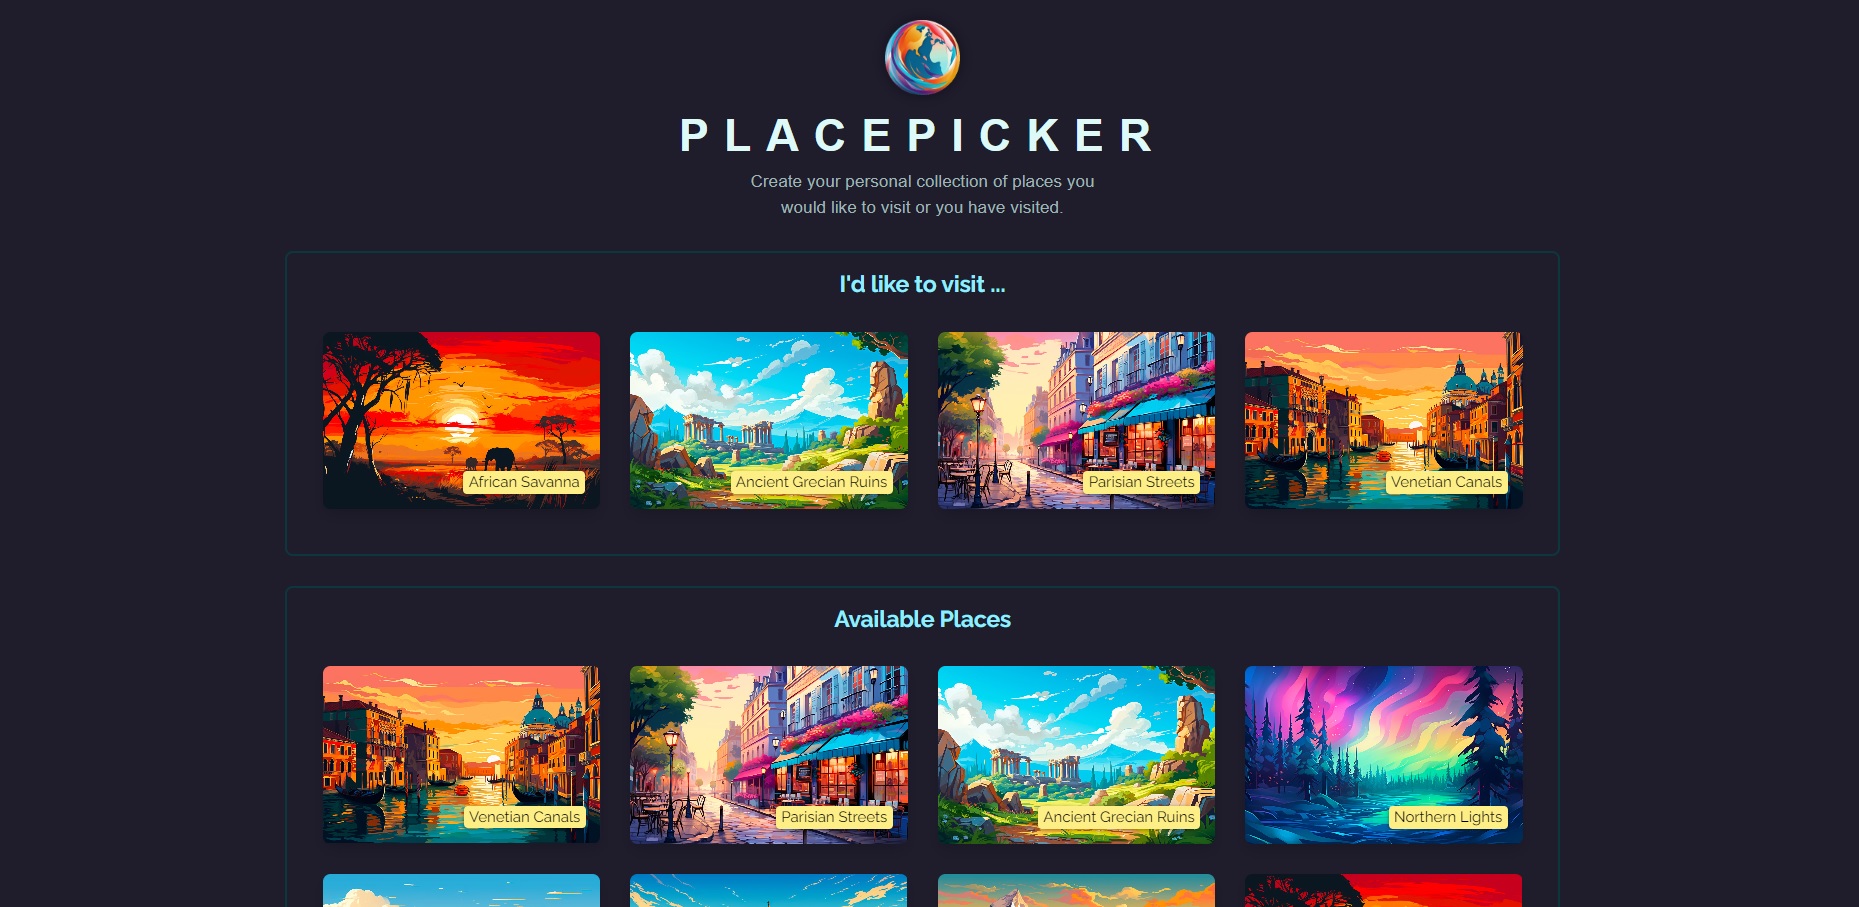 PLACEPICKER
Create your personal collection of places you
would like to visit or you have visited.
I'd like to visit ...
African Savanna
Ancient Grecian Ruins
Parisian Streets
Venetian Canals
Available Places
Venetian Canals
Parisian Streets
Ancient Grecian Ruins
Northern Lights